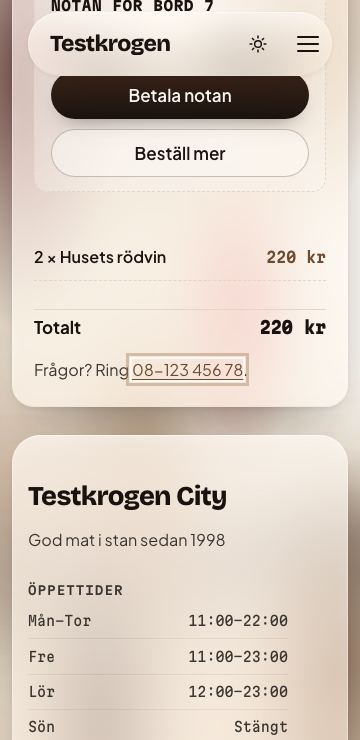 NOTAN FÖR BORD 7
Testkrogen
Betala notan
Beställ mer
2 × Husets rödvin 220 kr
Totalt 220 kr
Frågor? Ring 08-123 456 78.
Testkrogen City
God mat i stan sedan 1998
ÖPPETTIDER
Mån-Tor 11:00-22:00
Fre 11:00-23:00
Lör 12:00-23:00
Sön Stängt